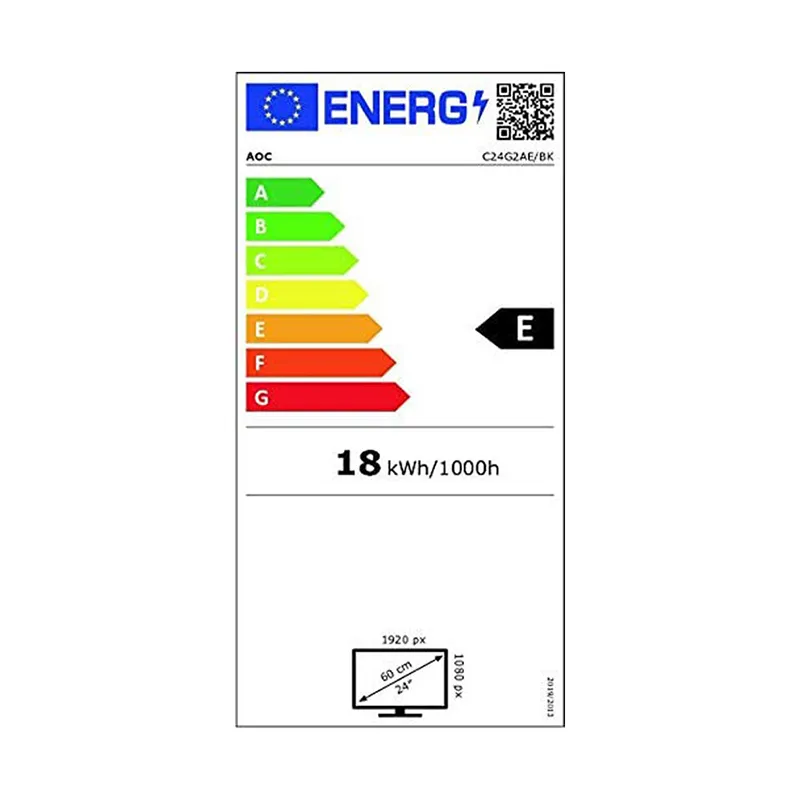 ENERG
AOC C24G2AE/BK
A
B
C
D
E
E
F
G
18 kWh/1000h
1920 px
1080 px
60 cm
24"
2019/2013